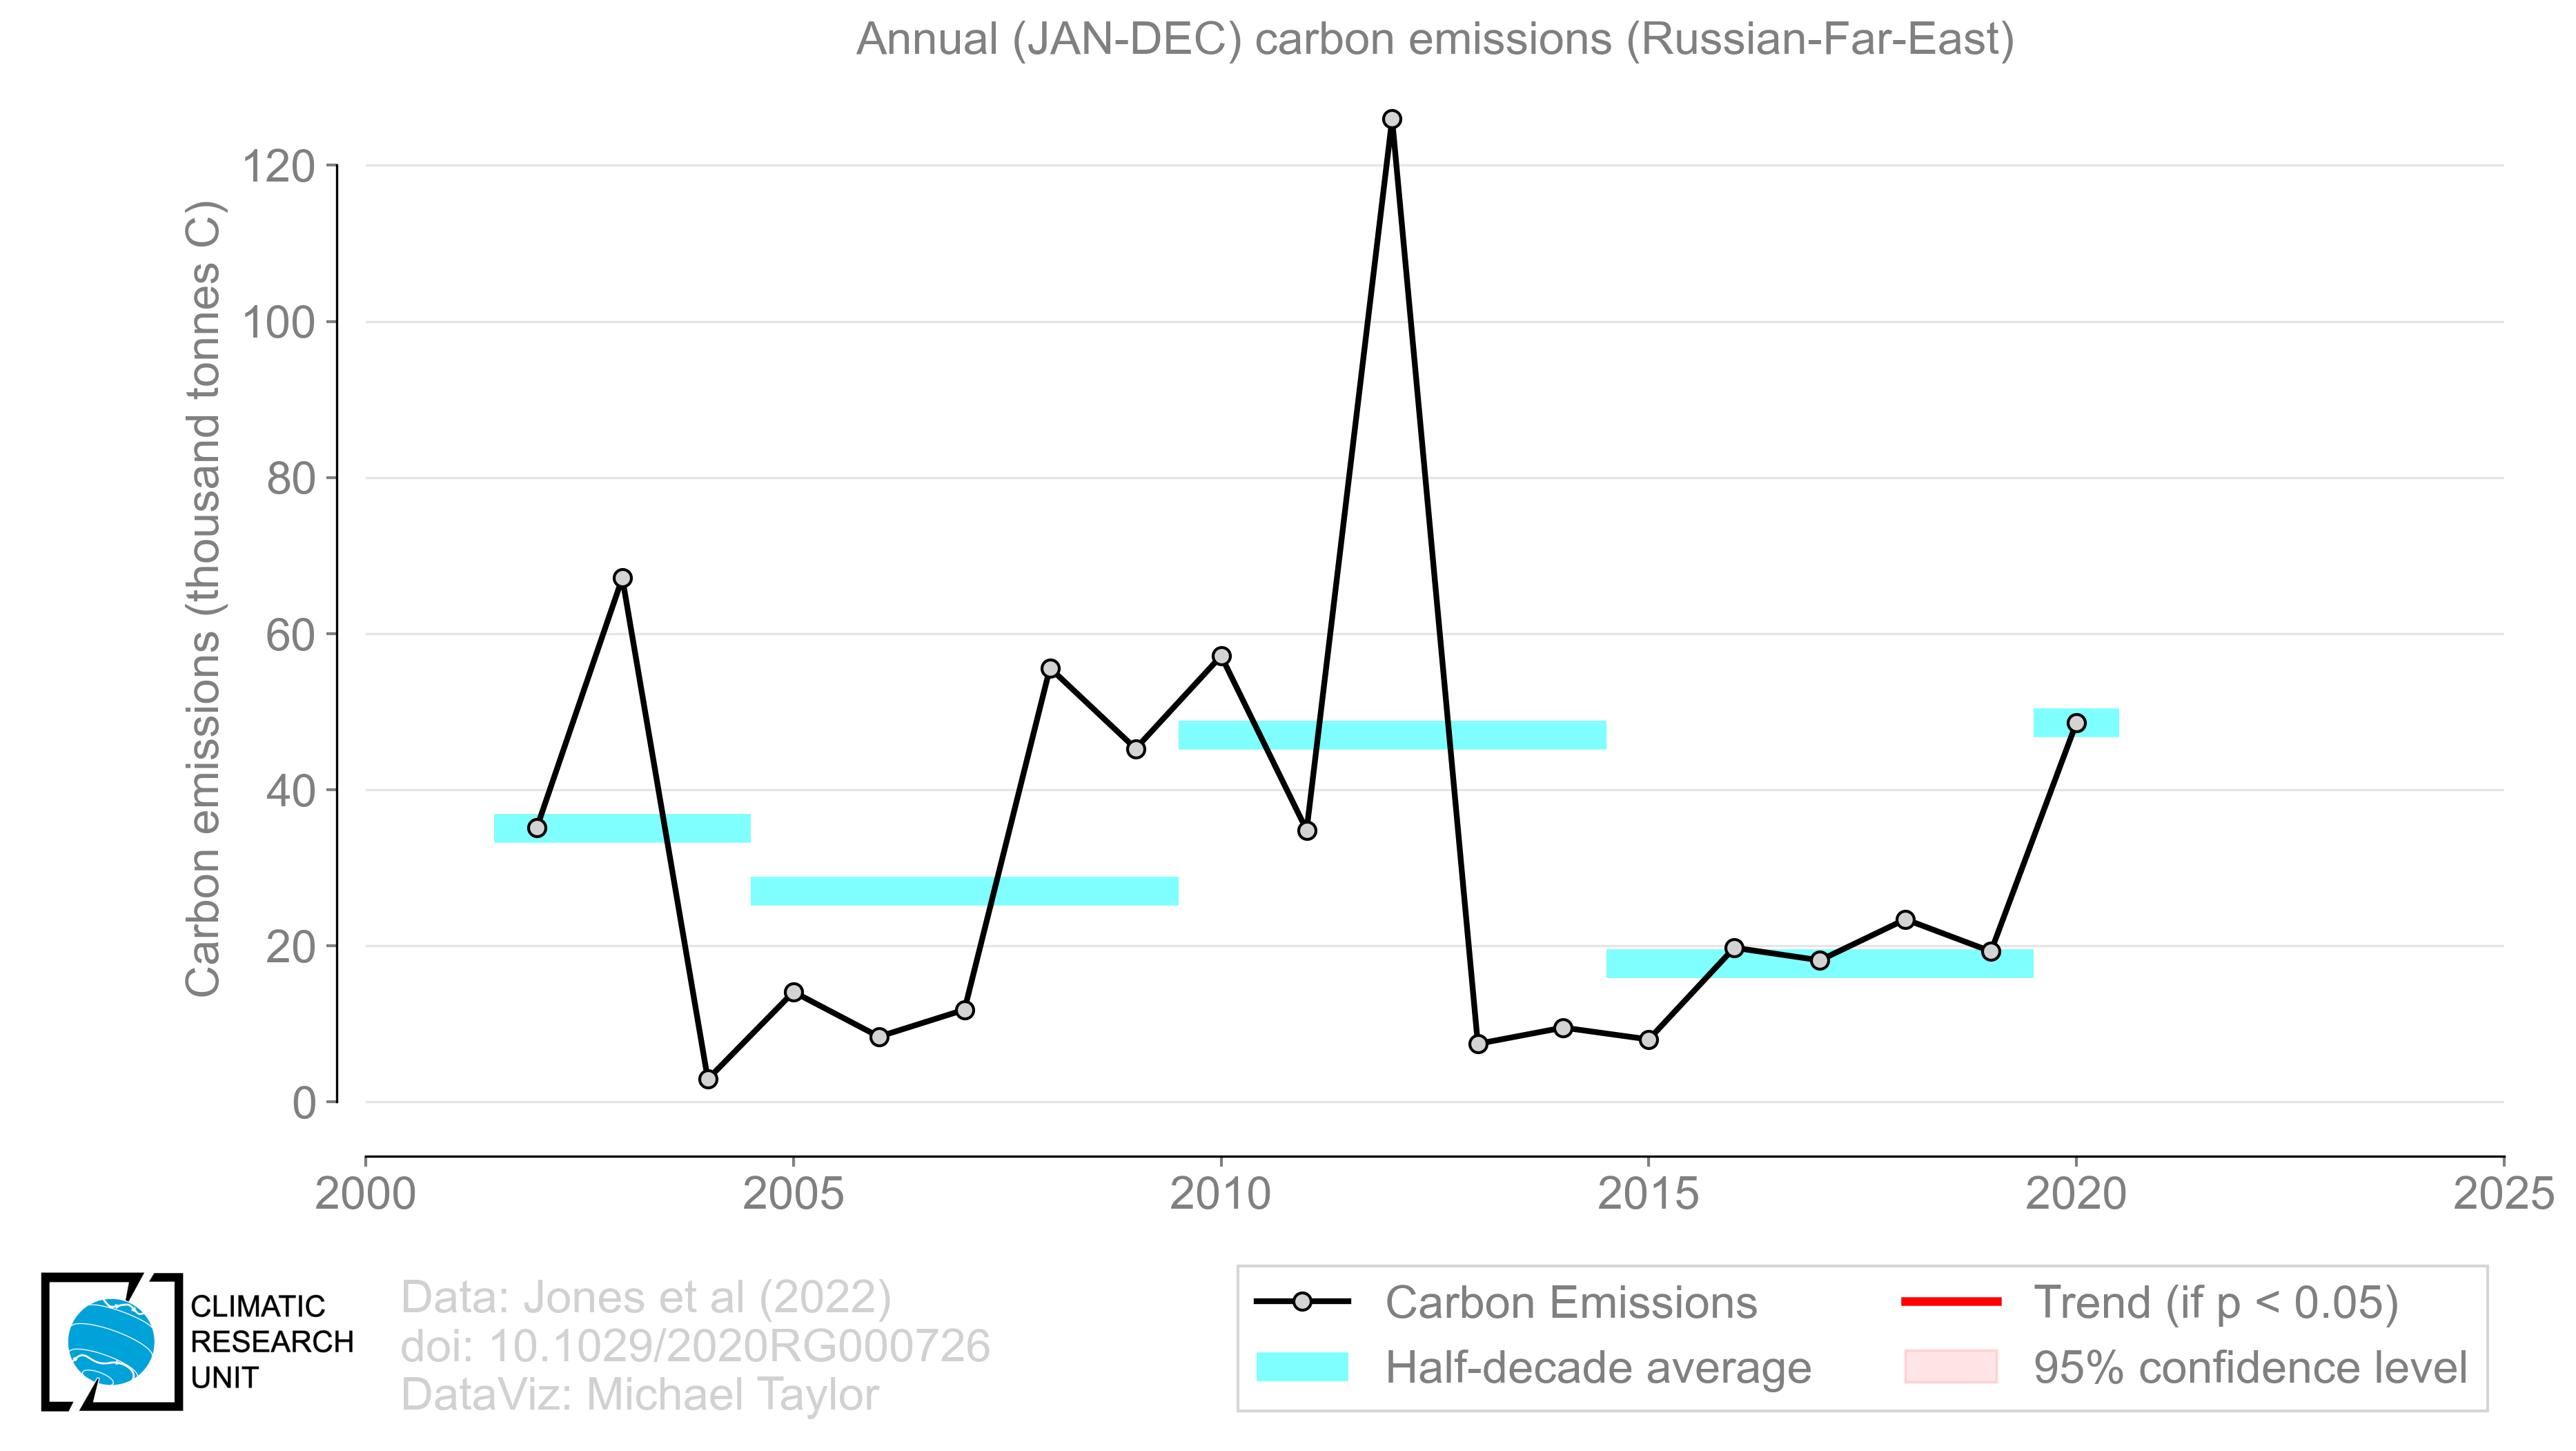 Annual (JAN-DEC) carbon emissions (Russian-Far-East)
Carbon emissions (thousand tonnes C)
120
100
80
60
40
20
0
2000
2005
2010
2015
2020
2025
CLIMATIC
RESEARCH
UNIT
Data: Jones et al (2022)
doi: 10.1029/2020RG000726
DataViz: Michael Taylor
Carbon Emissions
Half-decade average
Trend (if p < 0.05)
95% confidence level